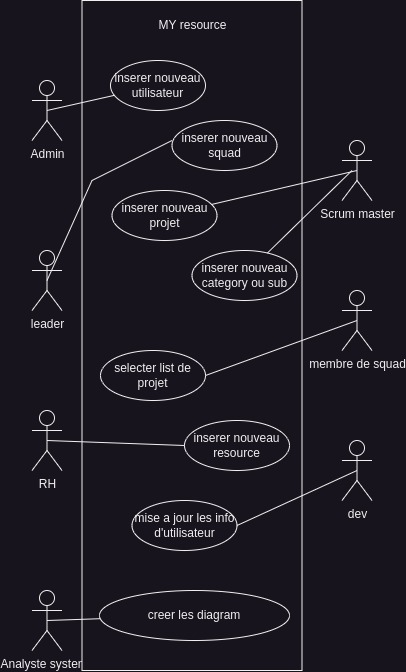 MY resource
inserer nouveau
utilisateur
Admin
inserer nouveau
squad
inserer nouveau
projet
Scrum master
inserer nouveau
category ou sub
leader
selecter list de
projet
membre de squad
inserer nouveau
resource
RH
mise a jour les info
d'utilisateur
dev
creer les diagram
Analyste syster